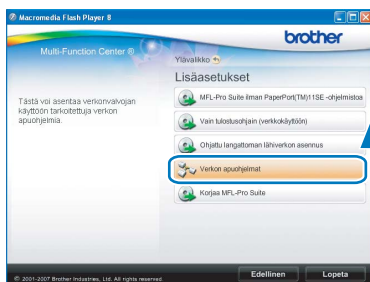 Macromedia Flash Player 8
brother
Multi-Function Center ®
Ylävalikko
Lisäasetukset
Tästä voi asentaa verkonvalvojan
käyttöön tarkoitettuja verkon
apuohjelmia.
MFL-Pro Suite ilman PaperPort(TM)11SE -ohjelmistoa
Vain tulostusohjain (verkkokäyttöön)
Ohjattu langattoman lähiverkon asennus
Verkon apuohjelmat
Korjaa MFL-Pro Suite
Edellinen
Lopeta
© 2001-2007 Brother Industries, Ltd. All rights reserved.